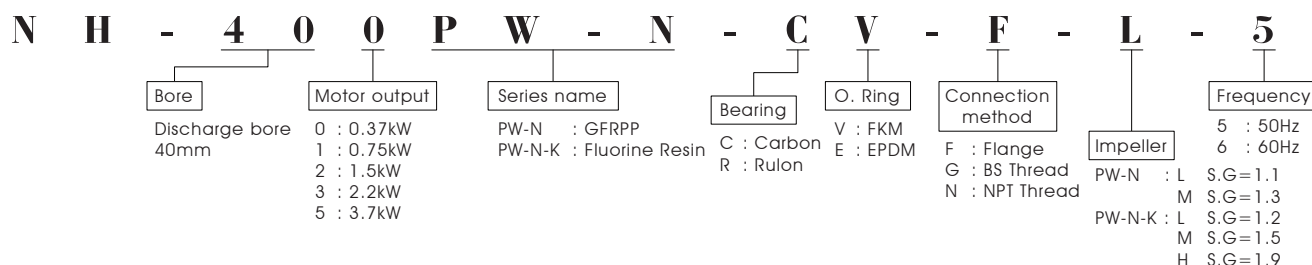 N H - 4 0 0 P W - N - C V - F - L - 5
Bore
Discharge bore
40mm
Motor output
0 : 0.37kW
1 : 0.75kW
2 : 1.5kW
3 : 2.2kW
5 : 3.7kW
Series name
PW-N : GFRPP
PW-N-K : Fluorine Resin
Bearing
C : Carbon
R : Rulon
O. Ring
V : FKM
E : EPDM
Connection
method
F : Flange
G : BS Thread
N : NPT Thread
Impeller
PW-N : L S.G=1.1
M S.G=1.3
PW-N-K : L S.G=1.2
M S.G=1.5
H S.G=1.9
Frequency
5 : 50Hz
6 : 60Hz